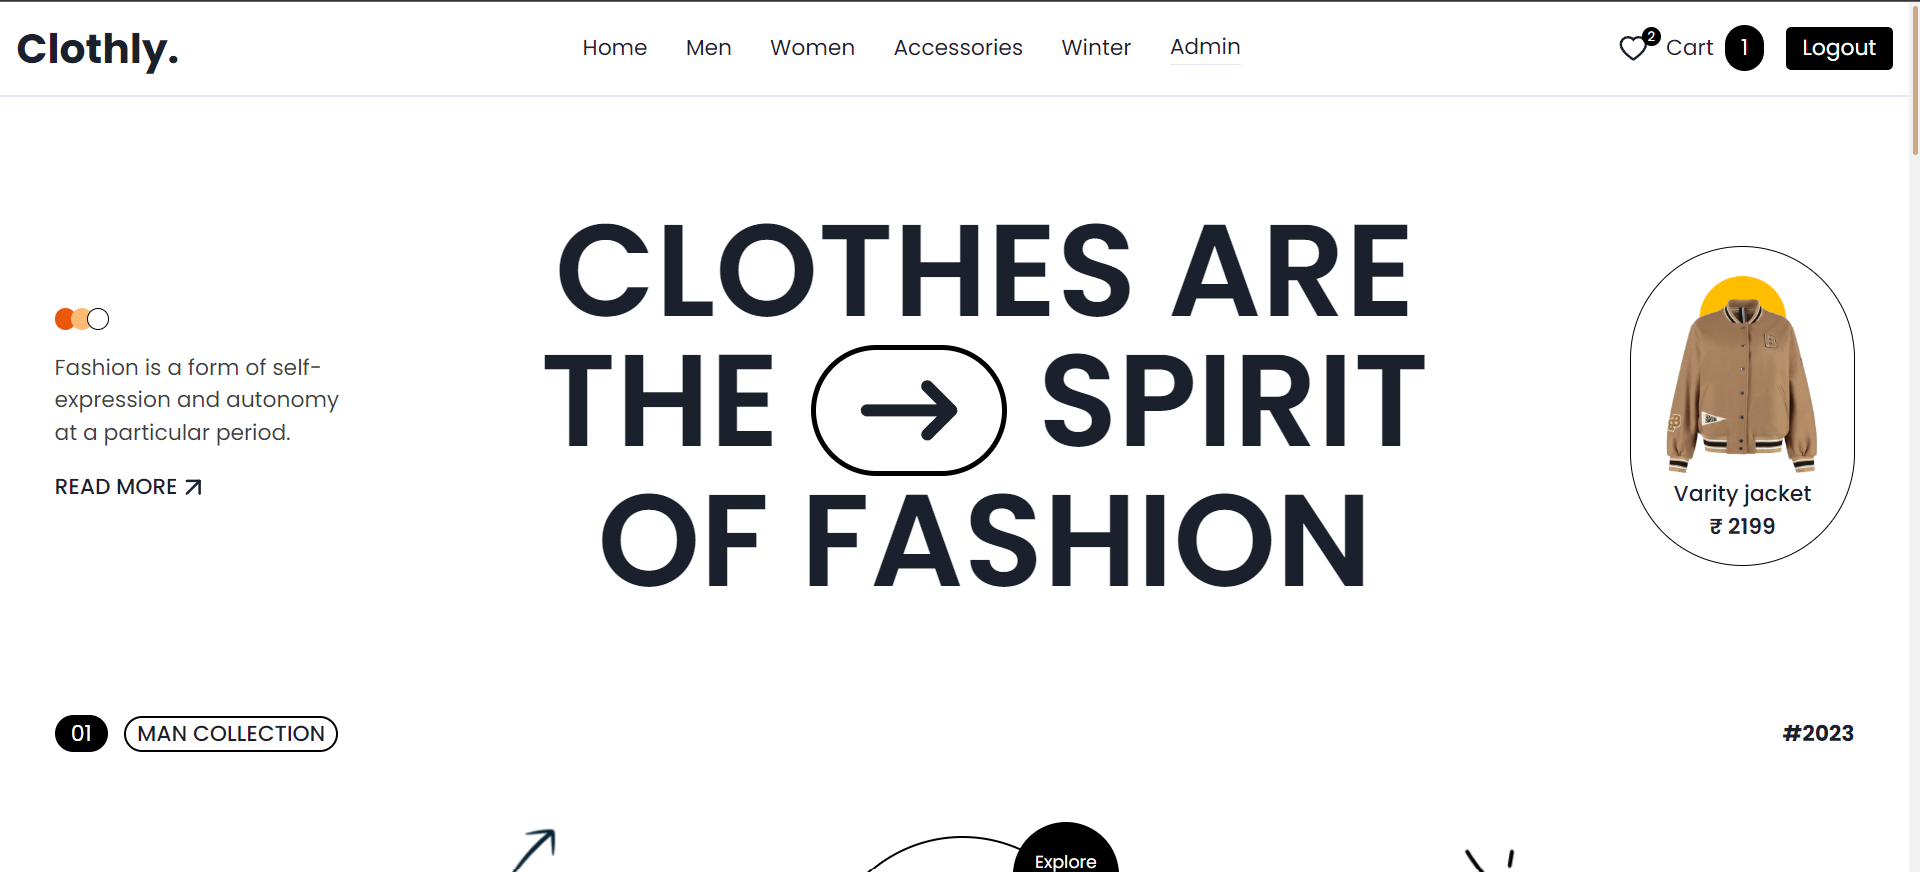 Clothly.
Home Men Women Accessories Winter Admin
2
Cart 1 Logout
CLOTHES ARE
THE SPIRIT
OF FASHION
Fashion is a form of self-
expression and autonomy
at a particular period.
READ MORE
B
Varity jacket
₹ 2199
01 MAN COLLECTION
#2023
Explore